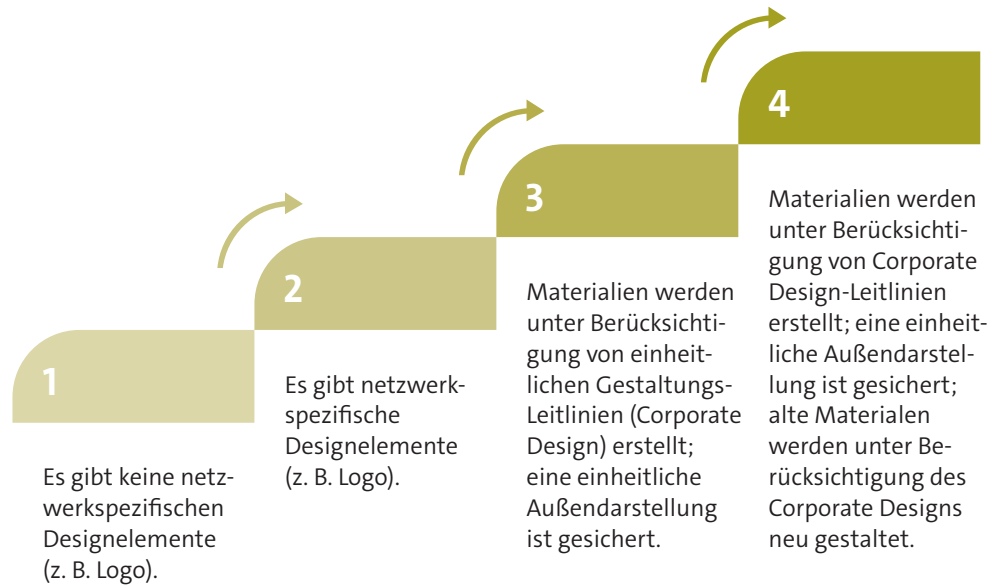 1
Es gibt keine netz-
werkspezifischen
Designelemente
(z. B. Logo).
2
Es gibt netzwerk-
spezifische
Designelemente
(z. B. Logo).
3
Materialien werden
unter Berücksichti-
gung von einheit-
lichen Gestaltungs-
Leitlinien (Corporate
Design) erstellt;
eine einheitliche
Außendarstellung
ist gesichert.
4
Materialien werden
unter Berücksichti-
gung von Corporate
Design-Leitlinien
erstellt; eine einheit-
liche Außendarstel-
lung ist gesichert;
alte Materialen
werden unter Be-
rücksichtigung des
Corporate Designs
neu gestaltet.